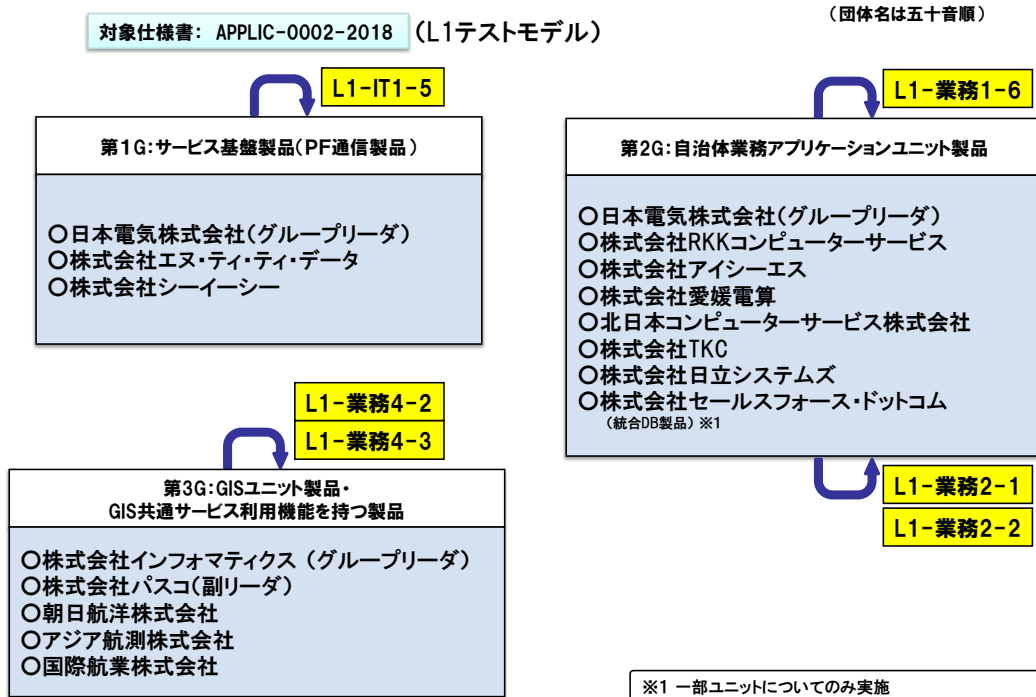 (団体名は五十音順)
対象仕様書: APPLIC-0002-2018 (L1テストモデル)
L1-IT1-5
第1G:サービス基盤製品(PF通信製品)
〇日本電気株式会社(グループリーダ)
〇株式会社エヌ・ティ・ティ・データ
〇株式会社シーイーシー
L1-業務1-6
第2G:自治体業務アプリケーションユニット製品
〇日本電気株式会社(グループリーダ)
〇株式会社RKKコンピューターサービス
〇株式会社アイシーエス
〇株式会社愛媛電算
〇北日本コンピューターサービス株式会社
〇株式会社TKC
〇株式会社日立システムズ
〇株式会社セールスフォース・ドットコム
(統合DB製品) ※1
L1-業務2-1
L1-業務2-2
L1-業務4-2
L1-業務4-3
第3G:GISユニット製品・
GIS共通サービス利用機能を持つ製品
〇株式会社インフォマティクス (グループリーダ)
〇株式会社パスコ(副リーダ)
〇朝日航洋株式会社
〇アジア航測株式会社
〇国際航業株式会社
※1 一部ユニットについてのみ実施